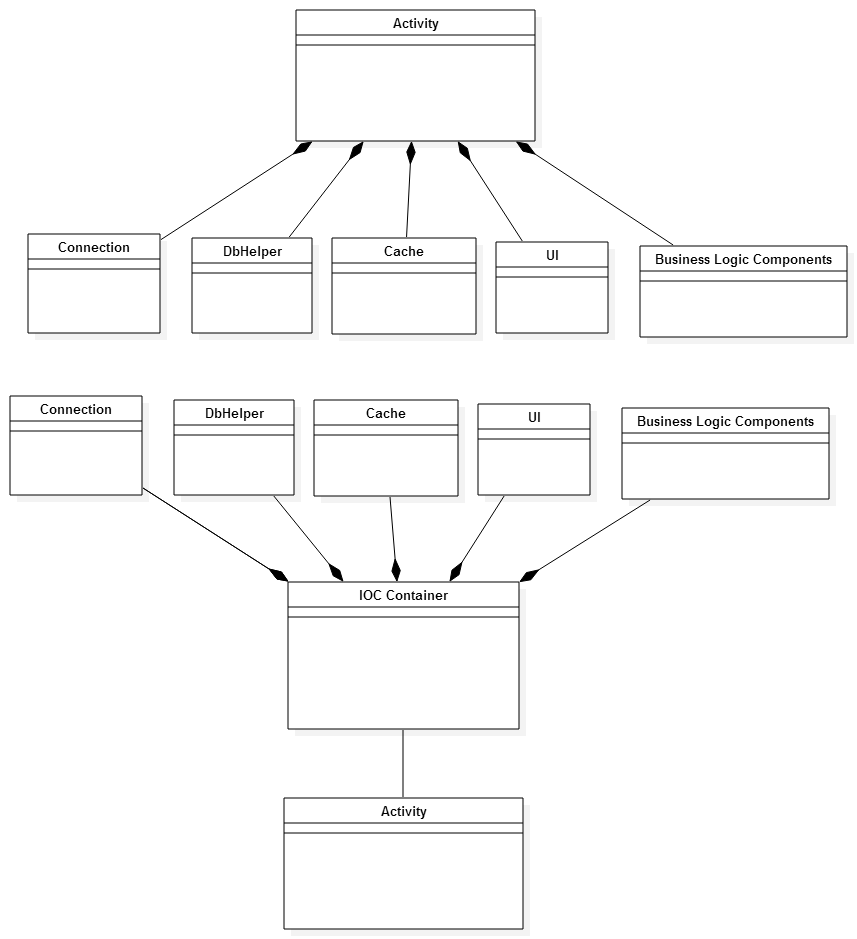 Activity
Connection
DbHelper
Cache
UI
Business Logic Components
Connection
DbHelper
Cache
UI
Business Logic Components
IOC Container
Activity